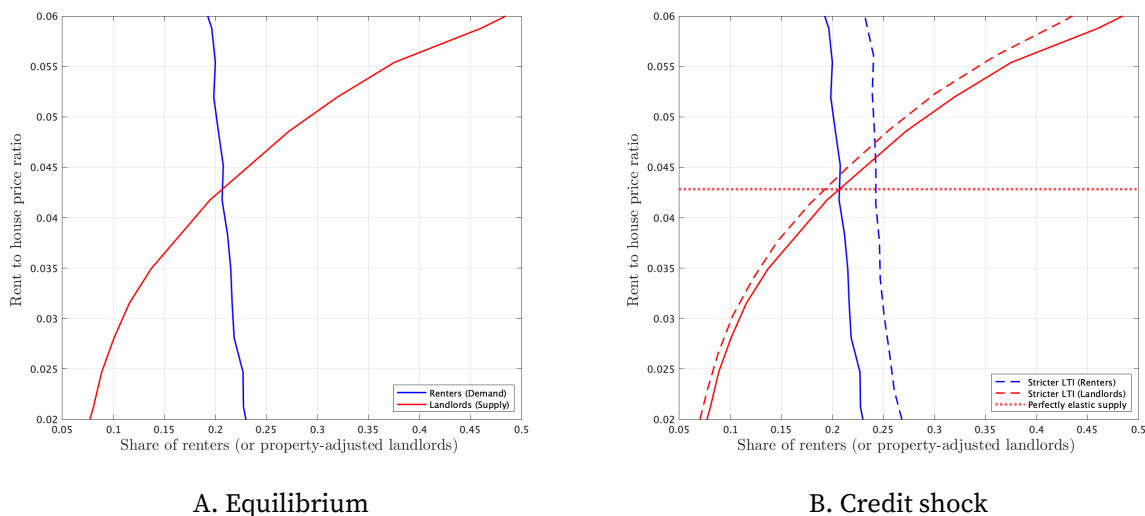 0.06
0.055
0.05
0.045
0.04
0.035
0.03
0.025
0.02
Rent to house price ratio
0.05 0.1 0.15 0.2 0.25 0.3 0.35 0.4 0.45 0.5
Share of renters (or property-adjusted landlords)
Renters (Demand)
Landlords (Supply)
A. Equilibrium
0.06
0.055
0.05
0.045
0.04
0.035
0.03
0.025
0.02
Rent to house price ratio
0.05 0.1 0.15 0.2 0.25 0.3 0.35 0.4 0.45 0.5
Share of renters (or property-adjusted landlords)
Stricter LTI (Renters)
Stricter LTI (Landlords)
Perfectly elastic supply
B. Credit shock